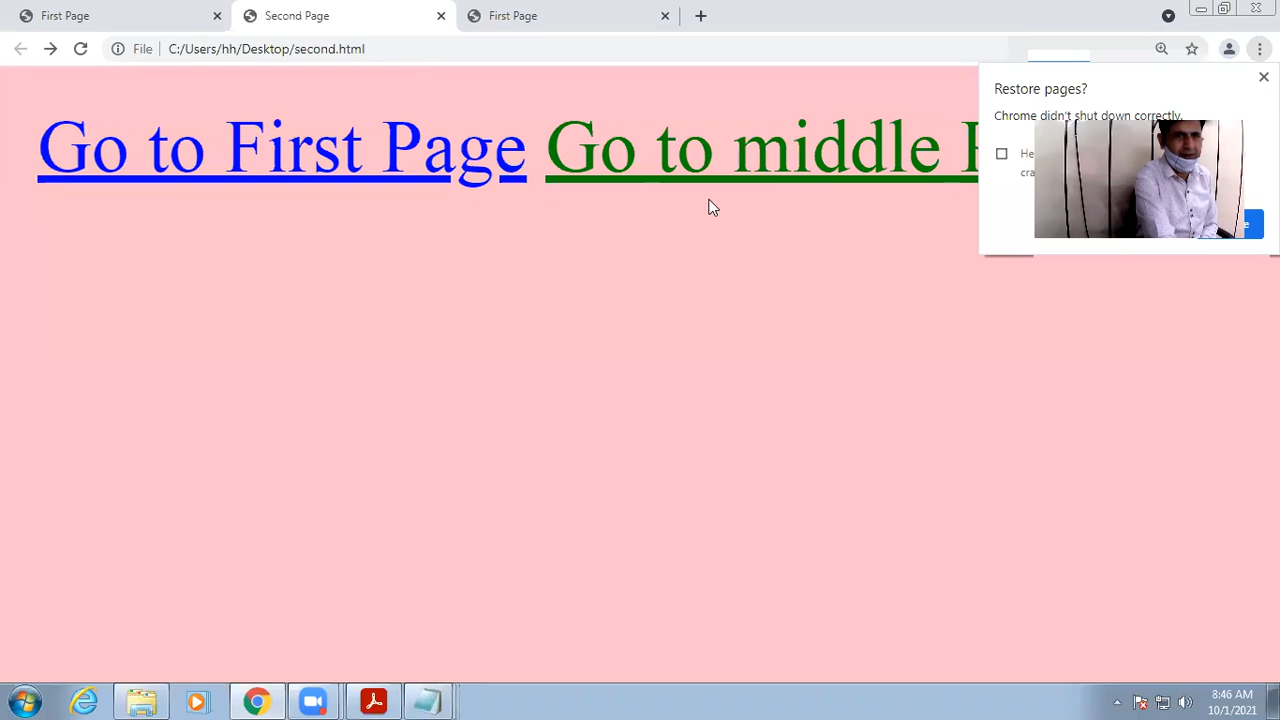 First Page
Second Page
First Page
File
C:/Users/hh/Desktop/second.html
Restore pages?
Chrome didn't shut down correctly.
Go to First Page Go to middle
8:46 AM
10/1/2021